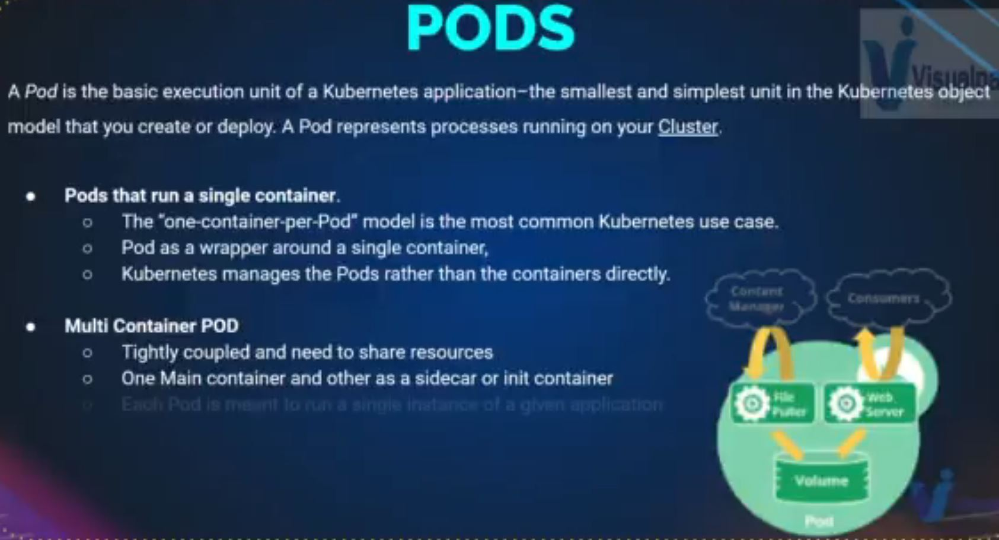 PODS
Visualpa
A Pod is the basic execution unit of a Kubernetes application–the smallest and simplest unit in the Kubernetes object
model that you create or deploy. A Pod represents processes running on your Cluster.
● Pods that run a single container.
○ The "one-container-per-Pod" model is the most common Kubernetes use case.
○ Pod as a wrapper around a single container,
○ Kubernetes manages the Pods rather than the containers directly.
● Multi Container POD
○ Tightly coupled and need to share resources
○ One Main container and other as a sidecar or init container
○ Each Pod is meant to run a single instance of a given application
Content
Manager
Consumers
File
Puller
Web
Server
Volume
Pod